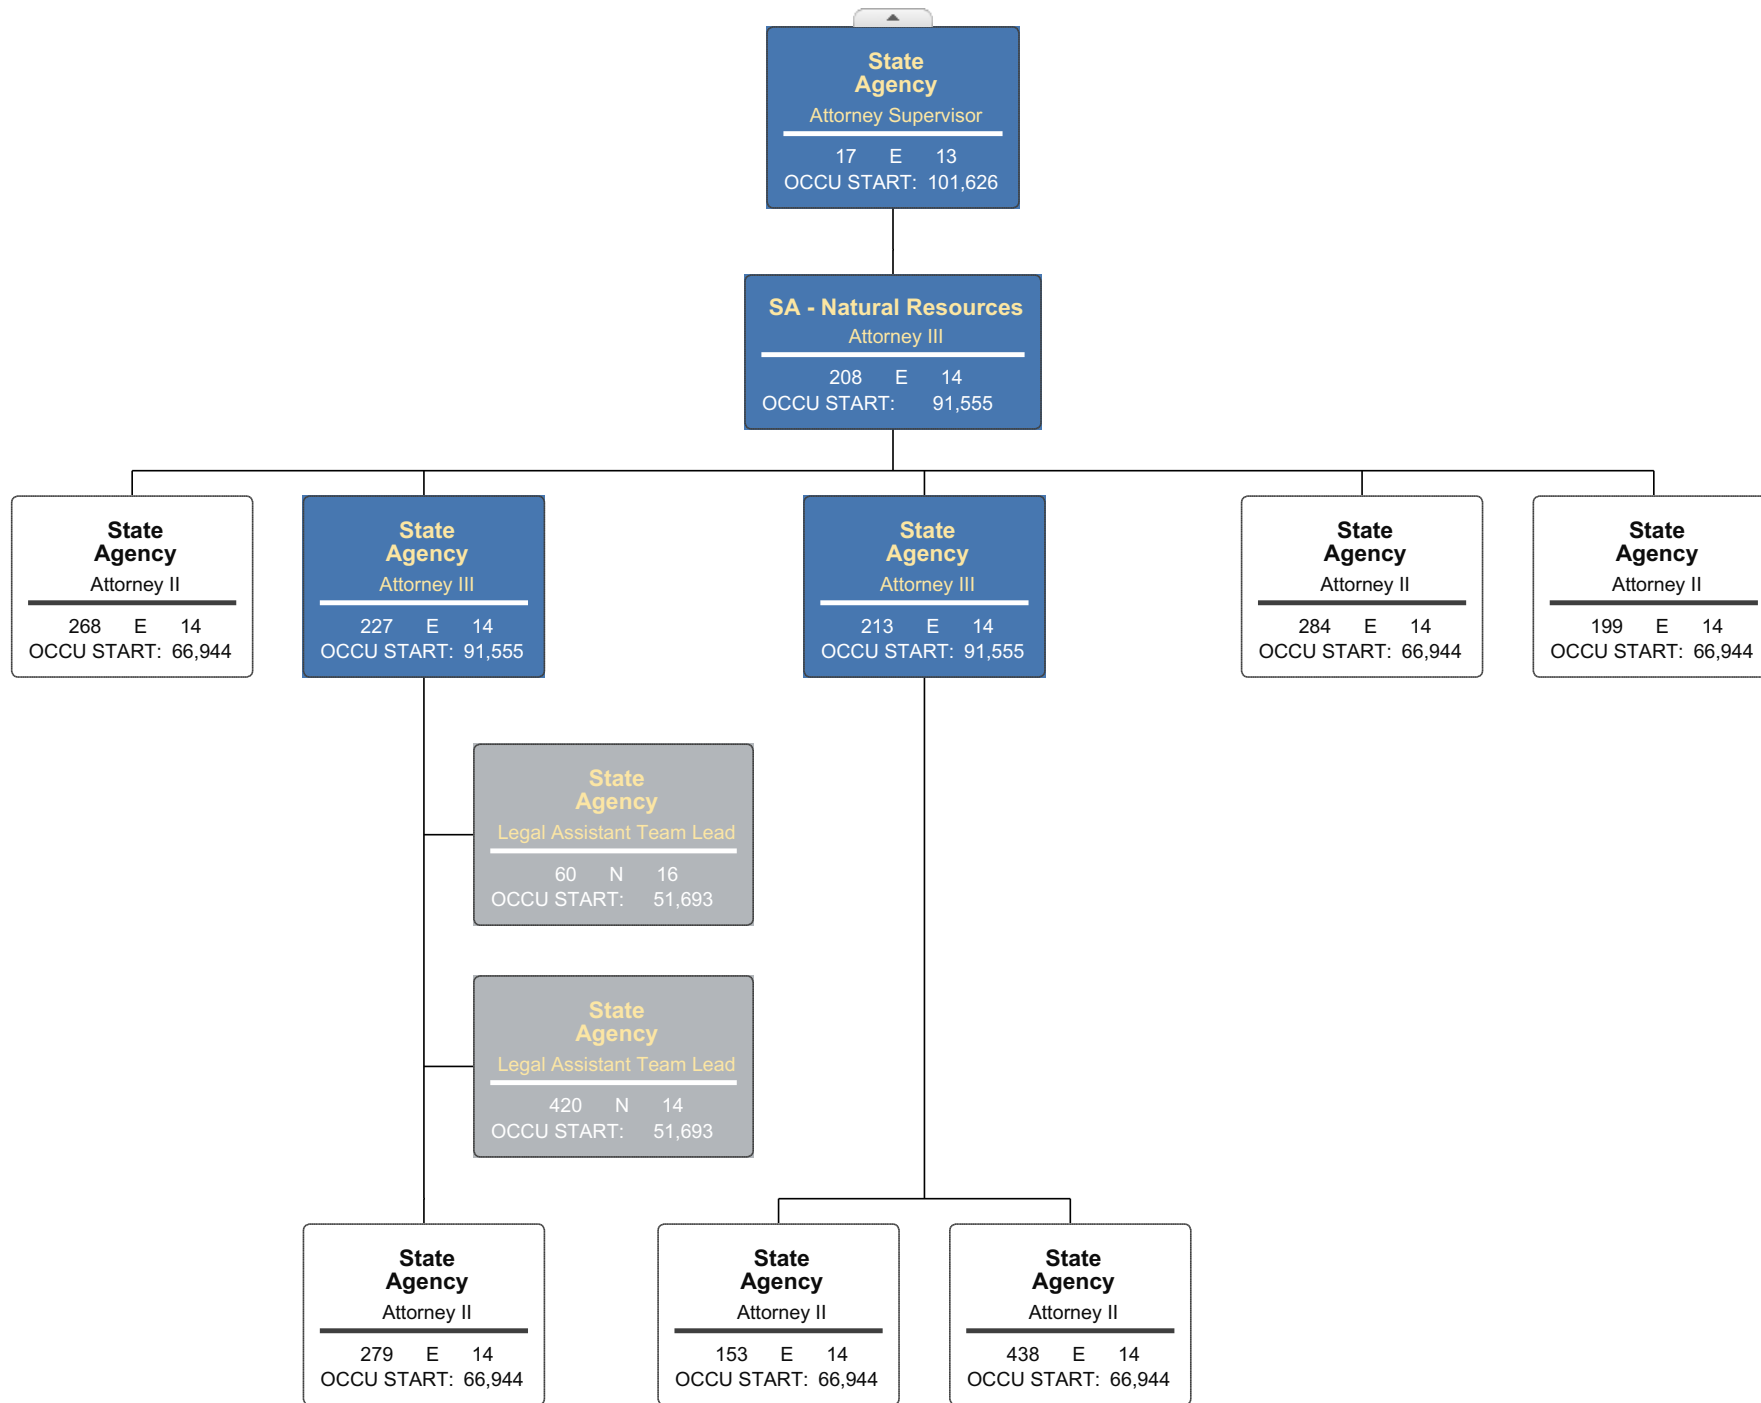 State
Agency
Attorney Supervisor
17 E 13
OCCU START: 101,626
SA - Natural Resources
Attorney III
208 E 14
OCCU START: 91,555
State
Agency
Attorney II
268 E 14
OCCU START: 66,944
State
Agency
Attorney III
227 E 14
OCCU START: 91,555
State
Agency
Attorney III
213 E 14
OCCU START: 91,555
State
Agency
Attorney II
284 E 14
OCCU START: 66,944
State
Agency
Attorney II
199 E 14
OCCU START: 66,944
State
Agency
Legal Assistant Team Lead
60 N 16
OCCU START: 51,693
State
Agency
Legal Assistant Team Lead
420 N 14
OCCU START: 51,693
State
Agency
Attorney II
279 E 14
OCCU START: 66,944
State
Agency
Attorney II
153 E 14
OCCU START: 66,944
State
Agency
Attorney II
438 E 14
OCCU START: 66,944